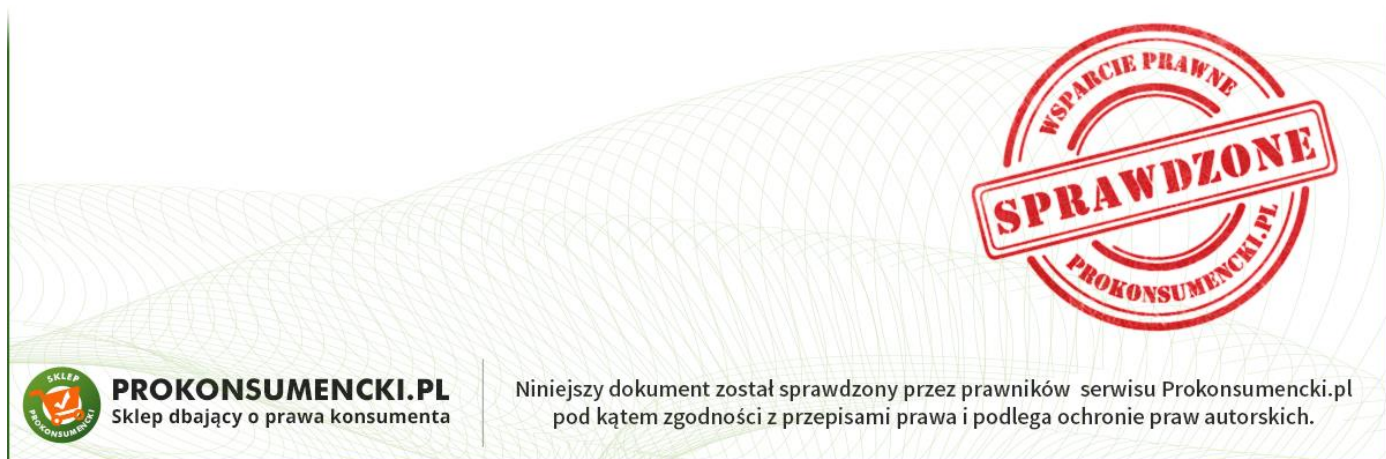 WSPARCIE PRAWNE
SPRAWDZONE
PROKONSUMENCKI.PL
SKLEP
PROKONSUMENCKI
PROKONSUMENCKI.PL
Sklep dbający o prawa konsumenta
Niniejszy dokument został sprawdzony przez prawników serwisu Prokonsumencki.pl
pod kątem zgodności z przepisami prawa i podlega ochronie praw autorskich.